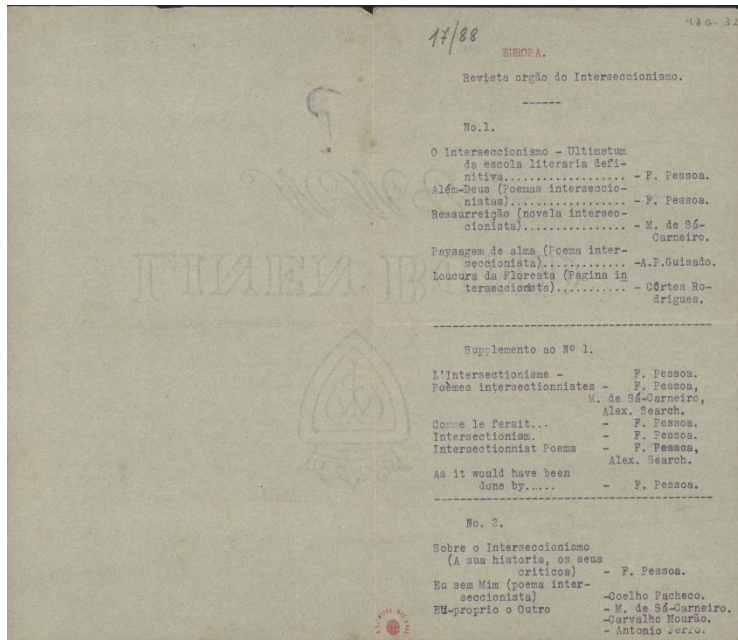 17/88
48G-32
EUROPA.
Revista orgão do Interseccionismo.
------
No.1.
O Interseccionismo - Ultimatum
da escola literaria defi-
nitiva.................. - F. Pessoa.
Além-Deus (Poemas interseccio-
nistas)................. - F. Pessoa.
Ressurreição (novela intersec-
cionista)............... - M. de Sá-
Carneiro.
Paysagem de alma (Poema inter-
seccionista)............ -A.P.Guisado.
Loucura da Floresta (Pagina in
terseccionista)........... - Côrtes Ro-
drigues.
Supplemento ao Nº 1.
L'Intersectionisme - F. Pessoa.
Poèmes intersectionnistes - F. Pessoa,
M. de Sá-Carneiro,
Alex. Search.
Comme le ferait... - F. Pessoa.
Intersectionism. - F. Pessoa.
Intersectionnist Poems - F. Pessoa,
Alex. Search.
As it would have been
done by..... - F. Pessoa.
No. 2.
Sobre o Interseccionismo
(A sua historia, os seus
criticos) - F. Pessoa.
Eu sem Mim (poema inter-
seccionista) -Coelho Pacheco.
Eu-proprio o Outro - M. de Sá-Carneiro.
-Carvalho Mourão.
- Antonio Ferro.
LINEN